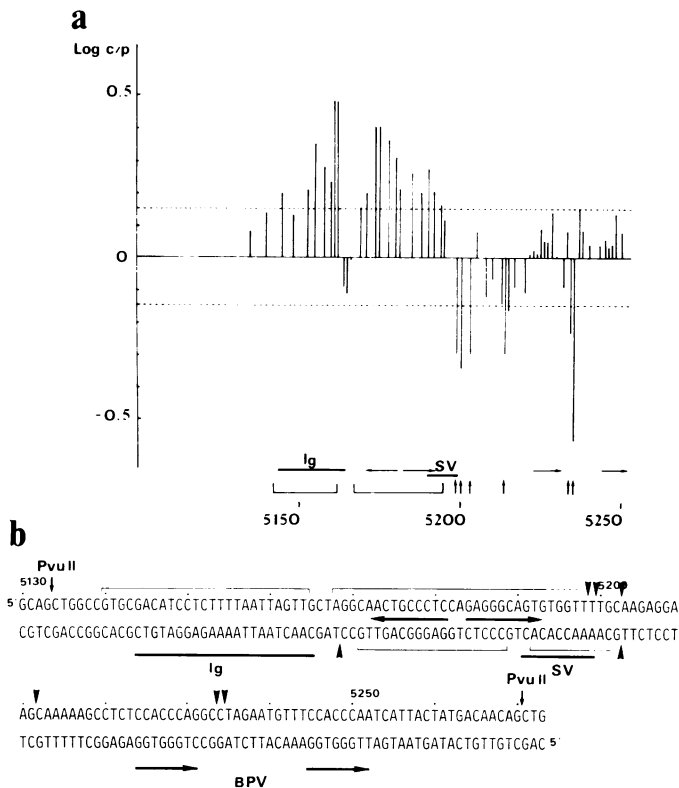 a
Log c/p
0.5
0
-0.5
Ig
SV
5150
5200
5250
b
Pvu II
5130
5200
5' GCAGCTGGCCGTGCGACATCCTCTTTTAATTAGTTGCTAGGCAACTGCCCTCCAGAGGGCAGTGTGGTTTTGCAAGAGGA
CGTCGACCGGCACGCTGTAGGAGAAAATTAATCAACGATCCGTTGACGGGAGGTCTCCCGTCACACCAAAACGTTCTCCT
Ig
SV
5250
Pvu II
AGCAAAAAGCCTCTCCACCCAGGCCTAGAATGTTTCCACCCAATCATTACTATGACAACAGCTG
TCGTTTTTCGGAGAGGTGGGTCCGGATCTTACAAAGGTGGGTTAGTAATGATACTGTTGTCGAC 5'
BPV